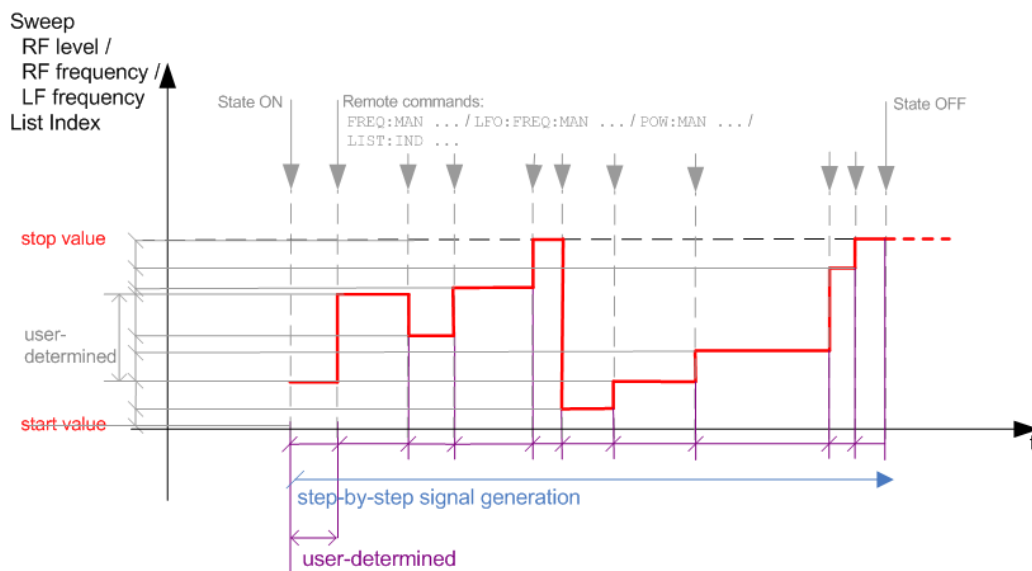 Sweep
RF level /
RF frequency /
LF frequency
List Index
State ON
Remote commands:
FREQ:MAN ... / LFO:FREQ:MAN ... / POW:MAN ... /
LIST:IND ...
State OFF
stop value
user-
determined
start value
t
step-by-step signal generation
user-determined